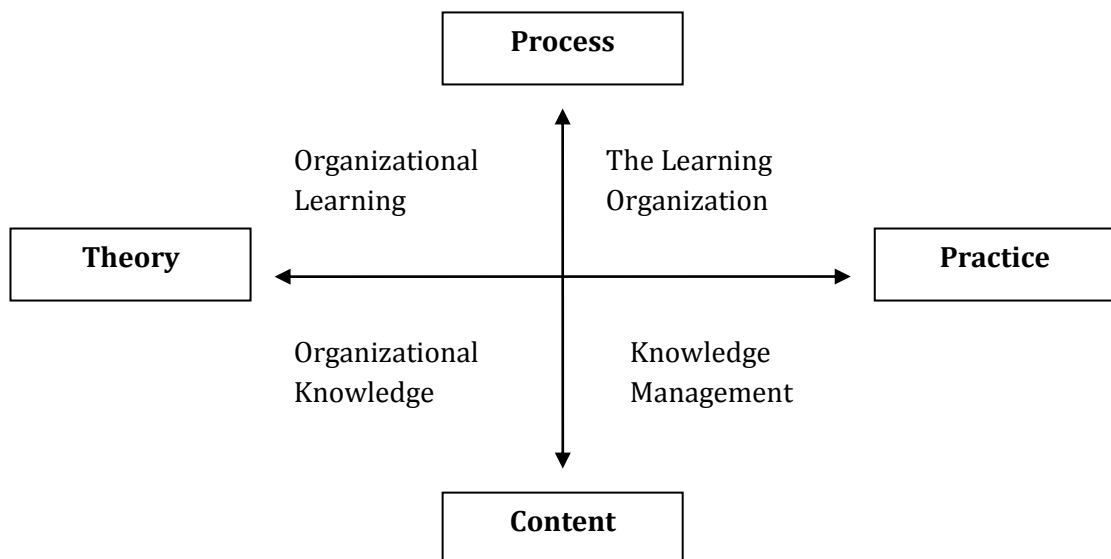 Process
Organizational
Learning
The Learning
Organization
Theory
Practice
Organizational
Knowledge
Knowledge
Management
Content